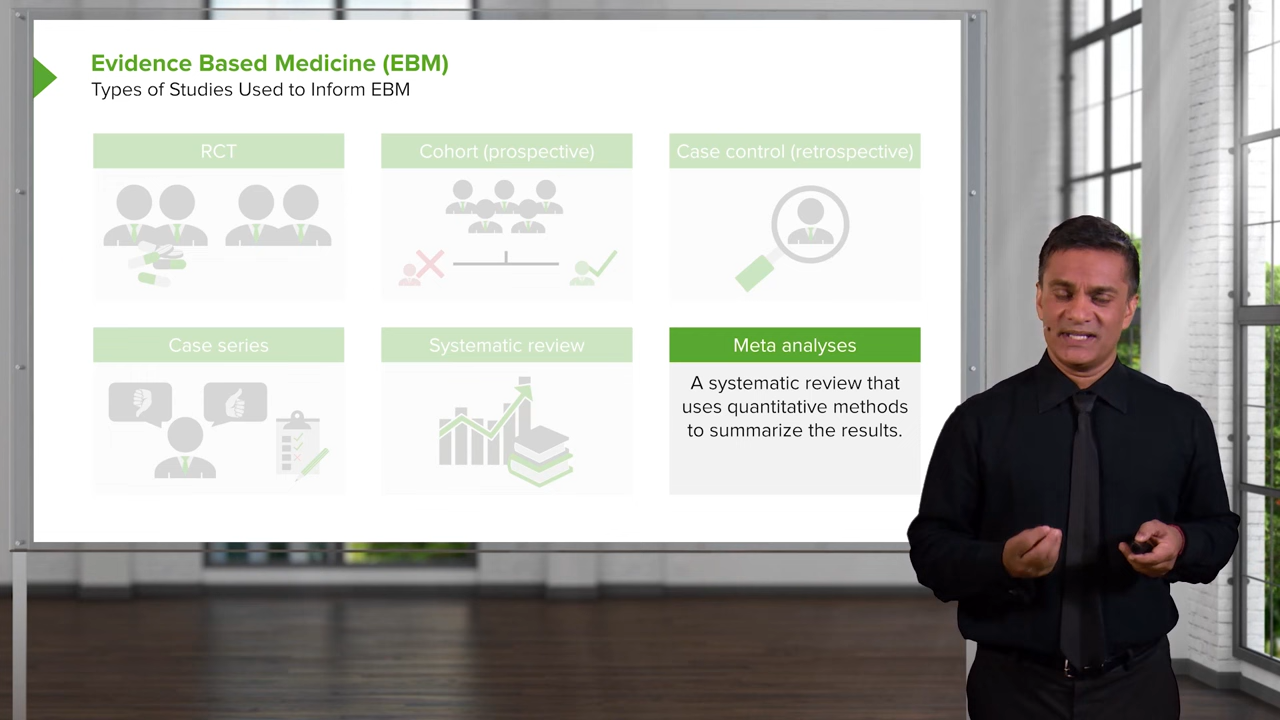 Evidence Based Medicine (EBM)
Types of Studies Used to Inform EBM
RCT
Cohort (prospective)
Case control (retrospective)
Case series
Systematic review
Meta analyses
A systematic review that
uses quantitative methods
to summarize the results.